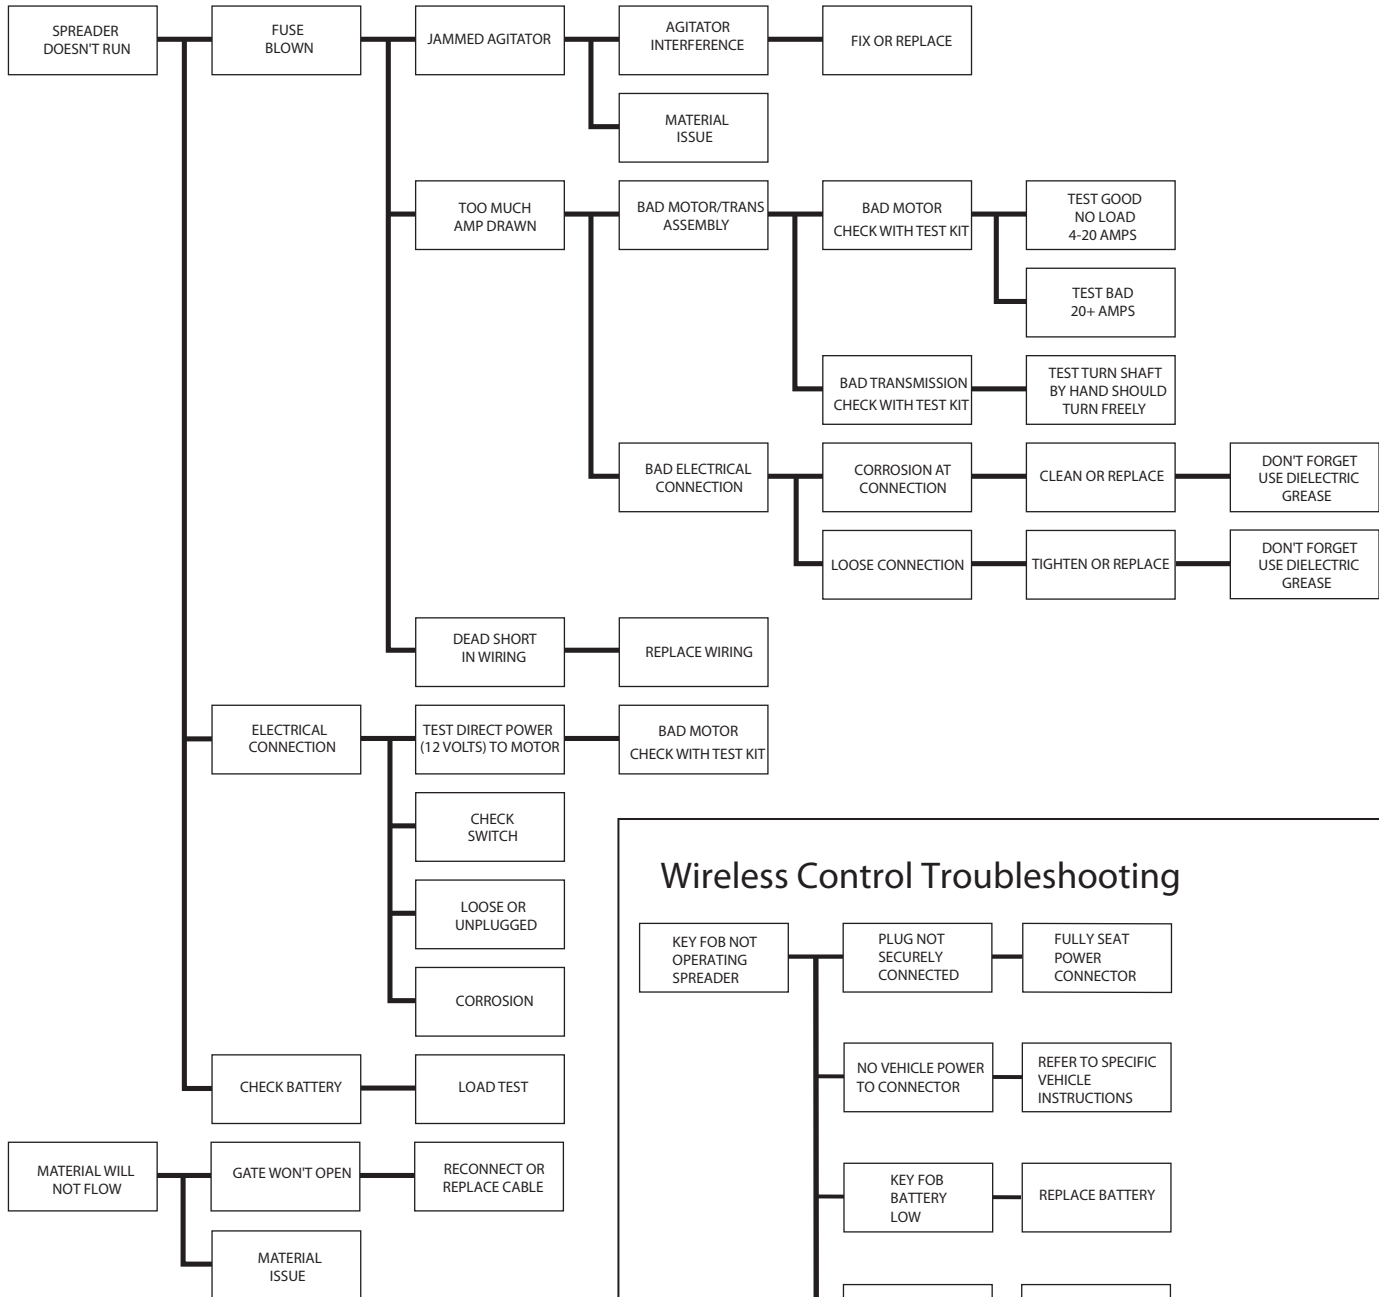 SPREADER
DOESN'T RUN
FUSE
BLOWN
JAMMED AGITATOR
AGITATOR
INTERFERENCE
FIX OR REPLACE
MATERIAL
ISSUE
TOO MUCH
AMP DRAWN
BAD MOTOR/TRANS
ASSEMBLY
BAD MOTOR
CHECK WITH TEST KIT
TEST GOOD
NO LOAD
4-20 AMPS
TEST BAD
20+ AMPS
BAD TRANSMISSION
CHECK WITH TEST KIT
TEST TURN SHAFT
BY HAND SHOULD
TURN FREELY
BAD ELECTRICAL
CONNECTION
CORROSION AT
CONNECTION
CLEAN OR REPLACE
DON'T FORGET
USE DIELECTRIC
GREASE
LOOSE CONNECTION
TIGHTEN OR REPLACE
DON'T FORGET
USE DIELECTRIC
GREASE
DEAD SHORT
IN WIRING
REPLACE WIRING
ELECTRICAL
CONNECTION
TEST DIRECT POWER
(12 VOLTS) TO MOTOR
BAD MOTOR
CHECK WITH TEST KIT
CHECK
SWITCH
LOOSE OR
UNPLUGGED
CORROSION
CHECK BATTERY
LOAD TEST
MATERIAL WILL
NOT FLOW
GATE WON'T OPEN
RECONNECT OR
REPLACE CABLE
MATERIAL
ISSUE
Wireless Control Troubleshooting
KEY FOB NOT
OPERATING
SPREADER
PLUG NOT
SECURELY
CONNECTED
FULLY SEAT
POWER
CONNECTOR
NO VEHICLE POWER
TO CONNECTOR
REFER TO SPECIFIC
VEHICLE
INSTRUCTIONS
KEY FOB
BATTERY
LOW
REPLACE BATTERY